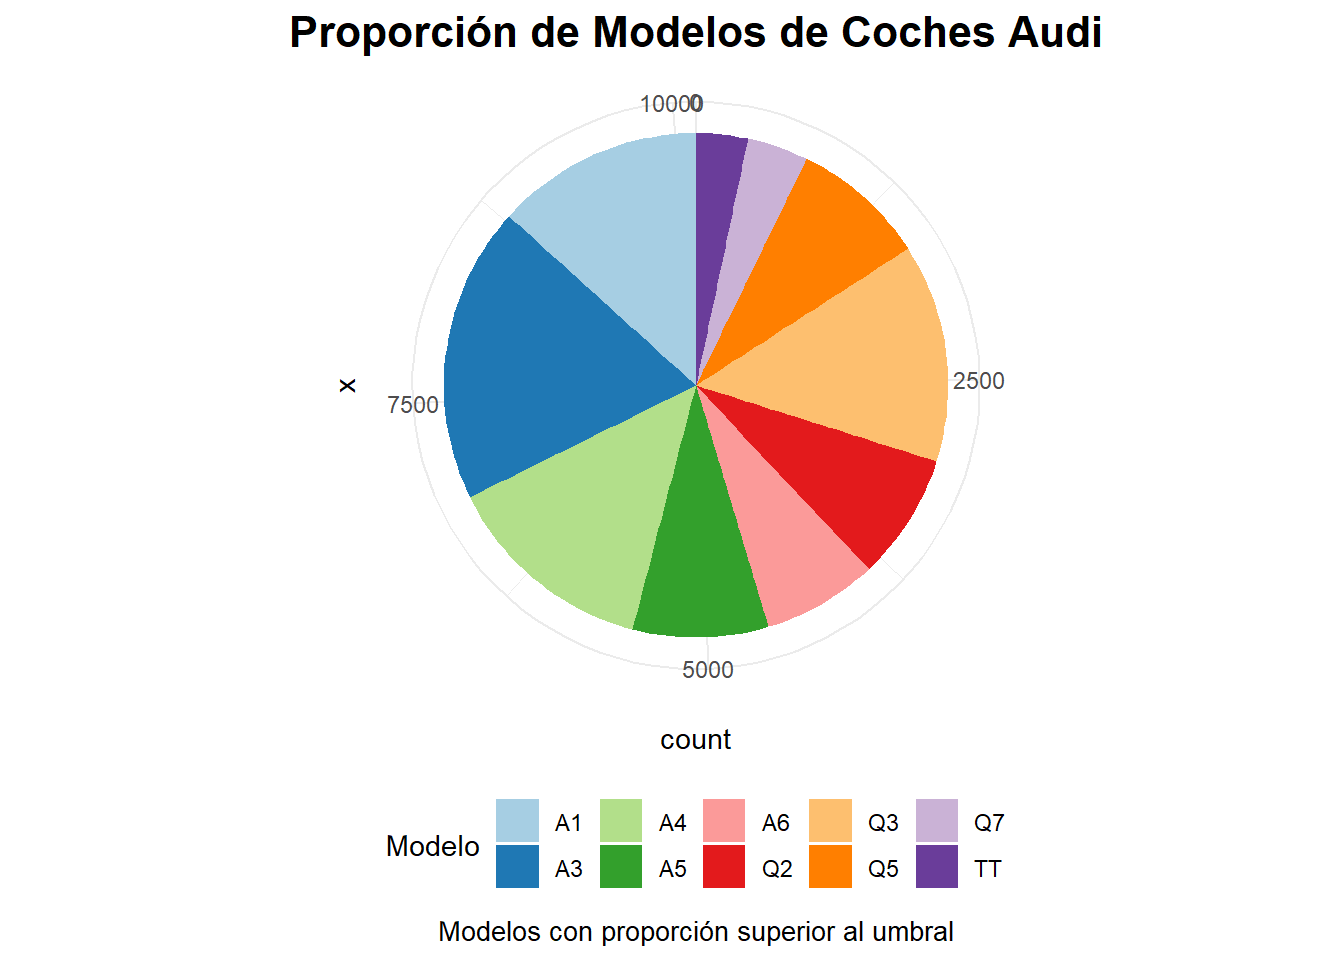 Proporción de Modelos de Coches Audi
10000 0
2500
x
7500
5000
count
Modelo
A1 A4 A6 Q3 Q7
A3 A5 Q2 Q5 TT
Modelos con proporción superior al umbral